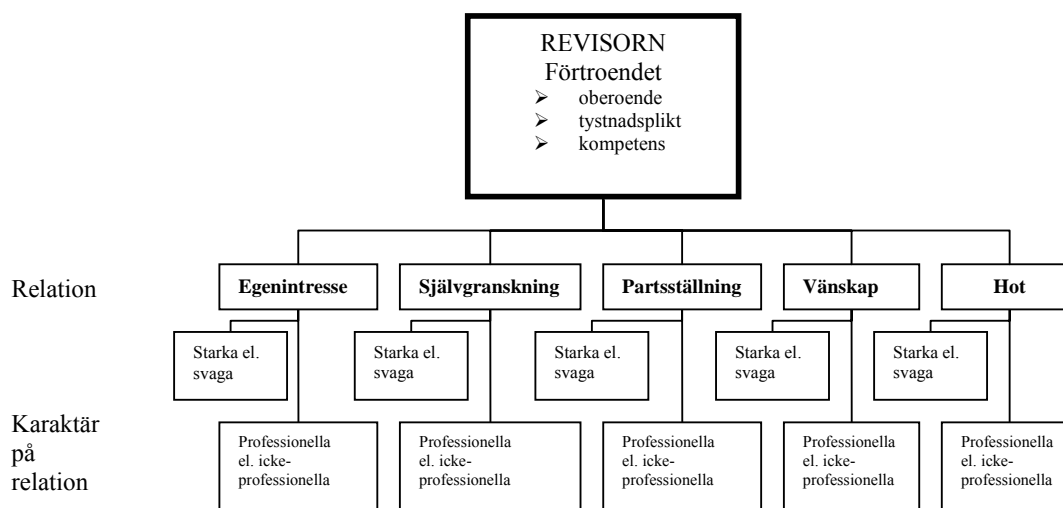 REVISORN
Förtroendet
➢ oberoende
➢ tystnadsplikt
➢ kompetens
Relation
Egenintresse
Självgranskning
Partsställning
Vänskap
Hot
Starka el.
svaga
Starka el.
svaga
Starka el.
svaga
Starka el.
svaga
Starka el.
svaga
Karaktär
på
relation
Professionella
el. icke-
professionella
Professionella
el. icke-
professionella
Professionella
el. icke-
professionella
Professionella
el. icke-
professionella
Professionella
el. icke-
professionella